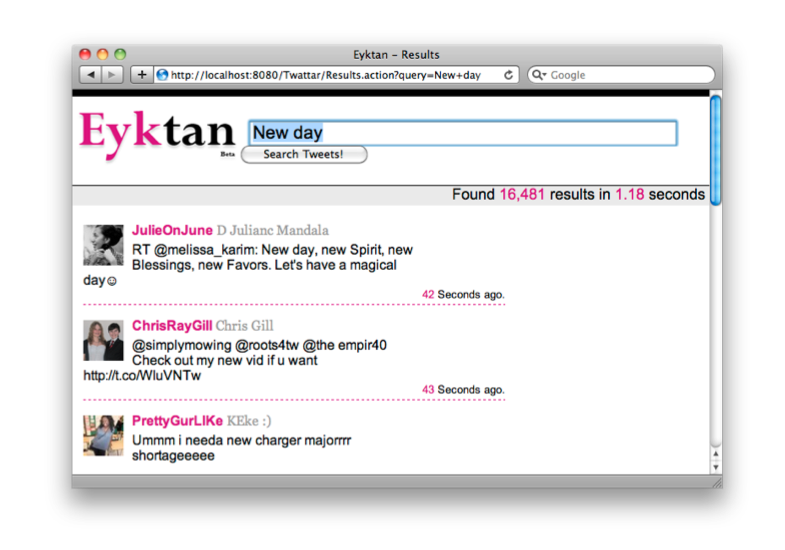 Eyktan – Results
http://localhost:8080/Twattar/Results.action?query=New+day
Google
Eyktan
Beta
New day
Search Tweets!
Found 16,481 results in 1.18 seconds
JulieOnJune D Julianc Mandala
RT @melissa_karim: New day, new Spirit, new
Blessings, new Favors. Let's have a magical
day☺
42 Seconds ago.
ChrisRayGill Chris Gill
@simplymowing @roots4tw @the empir40
Check out my new vid if u want
http://t.co/WluVNTw
43 Seconds ago.
PrettyGurLIKe KEke :)
Ummm i needa new charger majorrrr
shortageeeee